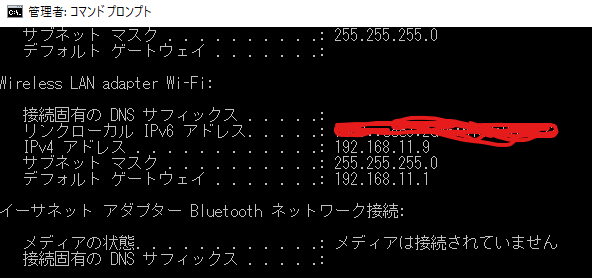 管理者: コマンド プロンプト
サブネット マスク . . . . . . . . . .: 255.255.255.0
デフォルト ゲートウェイ . . . . . . .:
Wireless LAN adapter Wi-Fi:
接続固有の DNS サフィックス . . . . .:
リンクローカル IPv6 アドレス. . . . .:
IPv4 アドレス . . . . . . . . . . . .: 192.168.11.9
サブネット マスク . . . . . . . . . .: 255.255.255.0
デフォルト ゲートウェイ . . . . . . .: 192.168.11.1
イーサネット アダプター Bluetooth ネットワーク接続:
メディアの状態. . . . . . . . . . . .: メディアは接続されていません
接続固有の DNS サフィックス . . . . .: